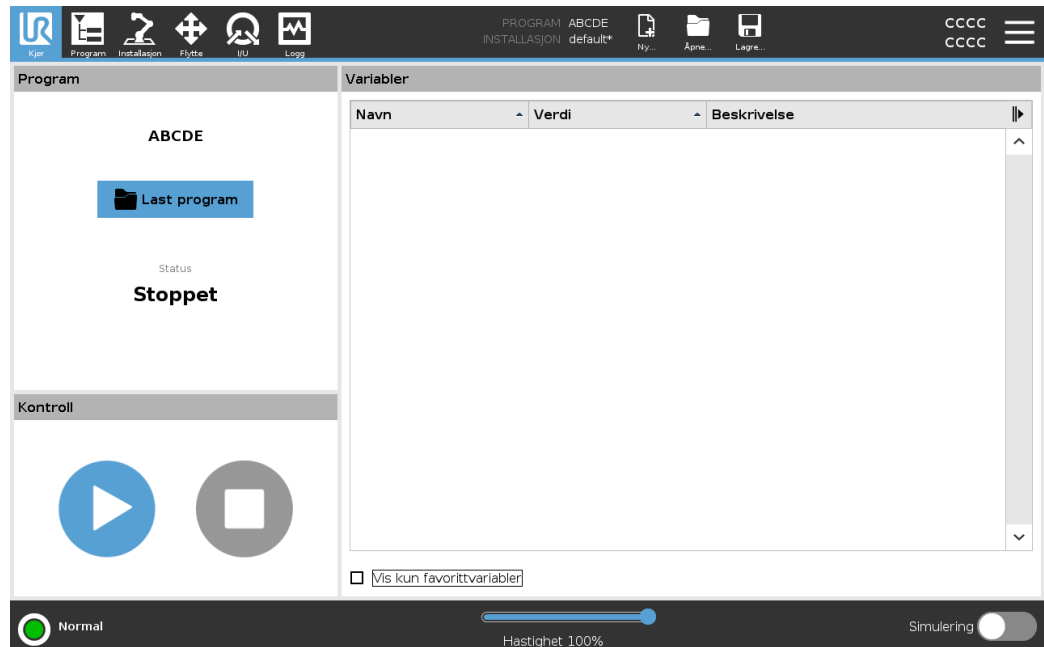 Kjør
Program
Installasjon
Flytte
I/U
Logg
PROGRAM ABCDE
INSTALLASJON default*
Ny...
Åpne...
Lagre...
CCCC
CCCC
Program
ABCDE
Last program
Status
Stoppet
Kontroll
Variabler
Navn Verdi Beskrivelse
Vis kun favorittvariabler
Normal
Hastighet 100%
Simulering